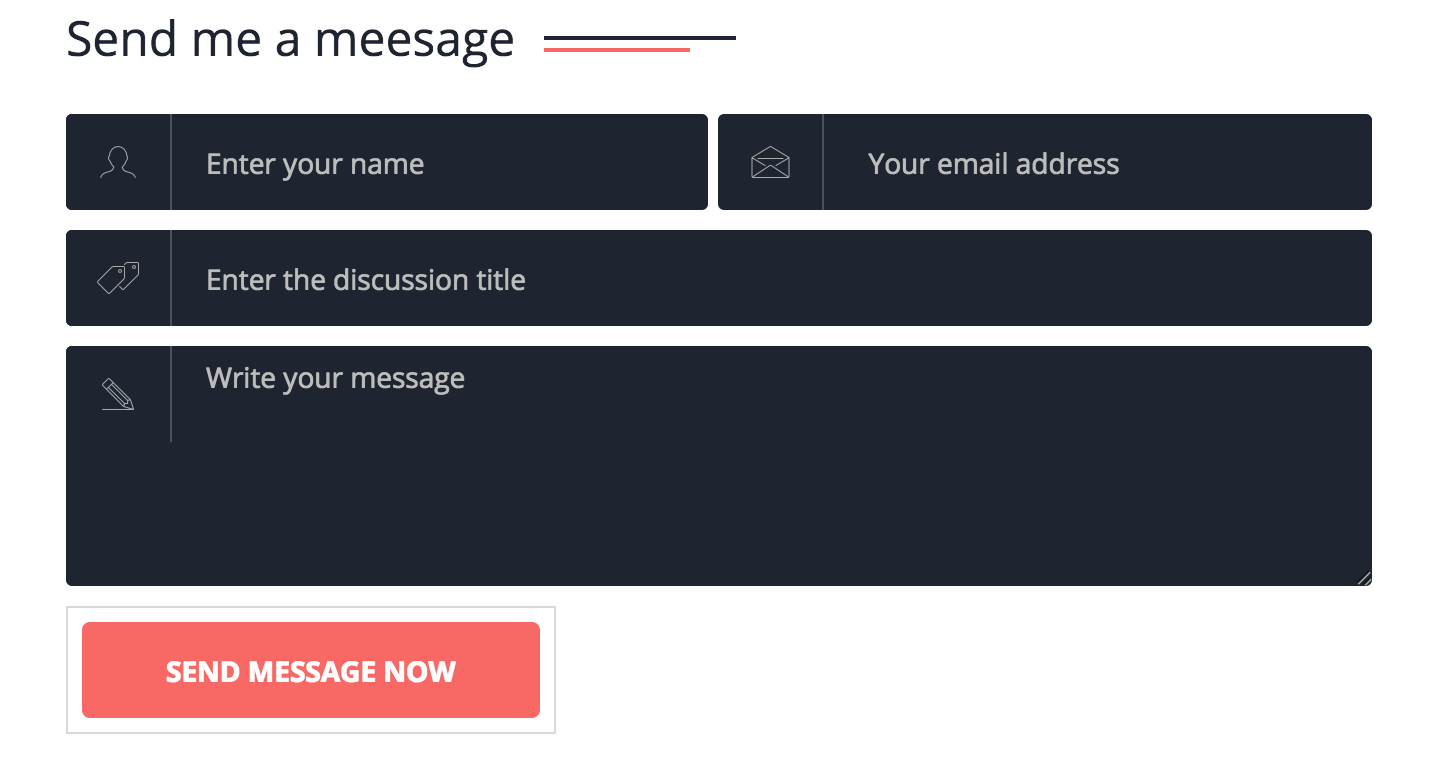 Send me a meesage
Enter your name
Your email address
Enter the discussion title
Write your message
SEND MESSAGE NOW